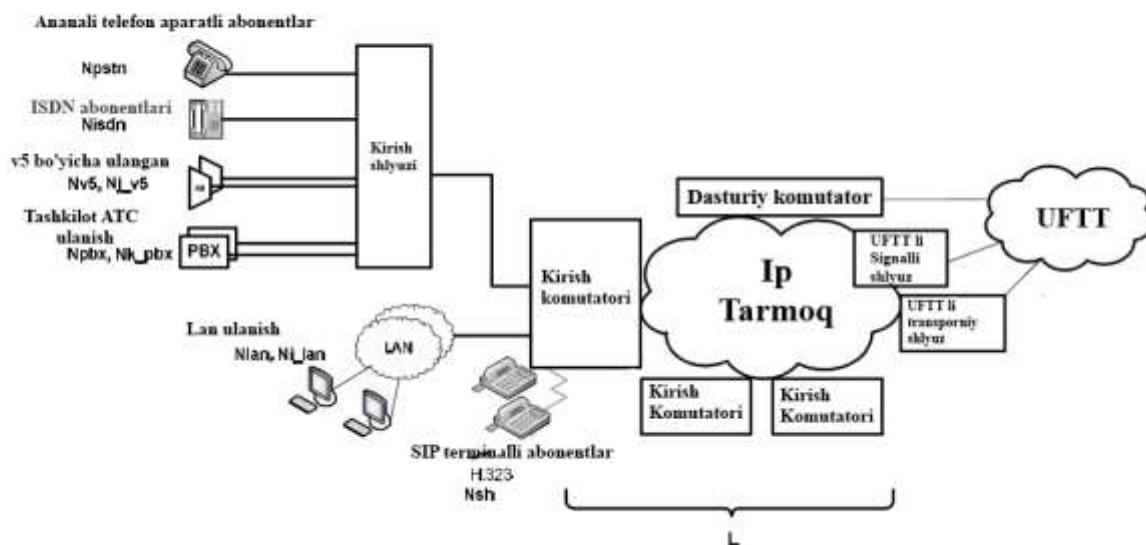 Ananali telefon aparatli abonentlar
Npstn
ISDN abonentlari
Nisdn
v5 bo'yicha ulangan
Nv5, Nj_v5
Tashkilot ATC
ulanish
Npbx, Nk_pbx
PBX
Kirish
shlyuzi
Lan ulanish
Nlan, Ni_lan
LAN
SIP terminalli abonentlar
H.323
Nsh
Kirish
komutatori
Dasturiy komutator
Ip
Tarmoq
UFTT li
Signalli
shlyuz
UFTT li
transporniy
shlyuz
UFTT
Kirish
Komutatori
Kirish
Komutatori
L